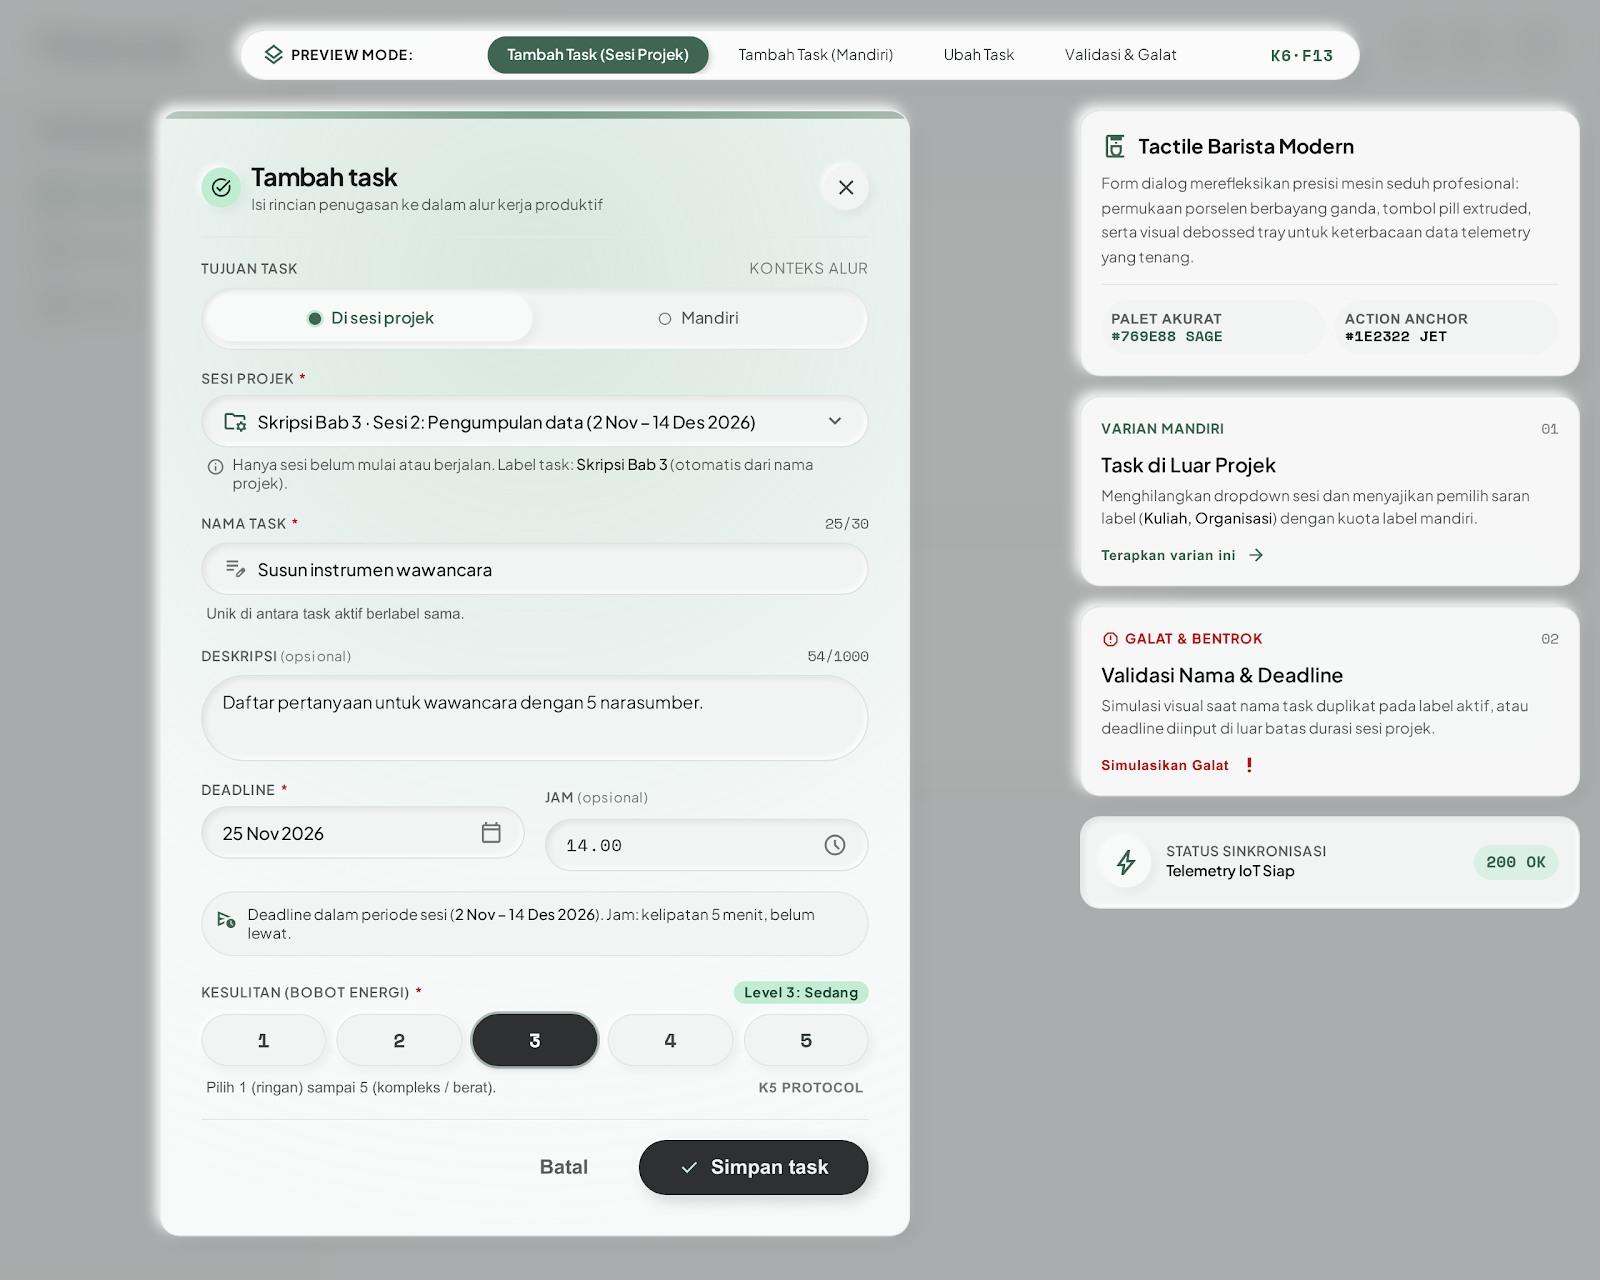 PREVIEW MODE:
Tambah Task (Sesi Projek)
Tambah Task (Mandiri)
Ubah Task
Validasi & Galat
K6·F13
Tambah task
Isi rincian penugasan ke dalam alur kerja produktif
TUJUAN TASK
KONTEKS ALUR
Di sesi projek
Mandiri
SESI PROJEK *
Skripsi Bab 3 · Sesi 2: Pengumpulan data (2 Nov – 14 Des 2026)
Hanya sesi belum mulai atau berjalan. Label task: Skripsi Bab 3 (otomatis dari nama
projek).
NAMA TASK *
25/30
Susun instrumen wawancara
Unik di antara task aktif berlabel sama.
DESKRIPSI (opsional)
54/1000
Daftar pertanyaan untuk wawancara dengan 5 narasumber.
DEADLINE *
JAM (opsional)
25 Nov 2026
14.00
Deadline dalam periode sesi (2 Nov – 14 Des 2026). Jam: kelipatan 5 menit, belum
lewat.
KESULITAN (BOBOT ENERGI) *
Level 3: Sedang
1
2
3
4
5
Pilih 1 (ringan) sampai 5 (kompleks / berat).
K5 PROTOCOL
Batal
Simpan task
Tactile Barista Modern
Form dialog merefleksikan presisi mesin seduh profesional:
permukaan porselen berbayang ganda, tombol pill extruded,
serta visual debossed tray untuk keterbacaan data telemetry
yang tenang.
PALET AKURAT
#769E88 SAGE
ACTION ANCHOR
#1E2322 JET
VARIAN MANDIRI
01
Task di Luar Projek
Menghilangkan dropdown sesi dan menyajikan pemilih saran
label (Kuliah, Organisasi) dengan kuota label mandiri.
Terapkan varian ini
GALAT & BENTROK
02
Validasi Nama & Deadline
Simulasi visual saat nama task duplikat pada label aktif, atau
deadline diinput di luar batas durasi sesi projek.
Simulasikan Galat
STATUS SINKRONISASI
Telemetry IoT Siap
200 OK